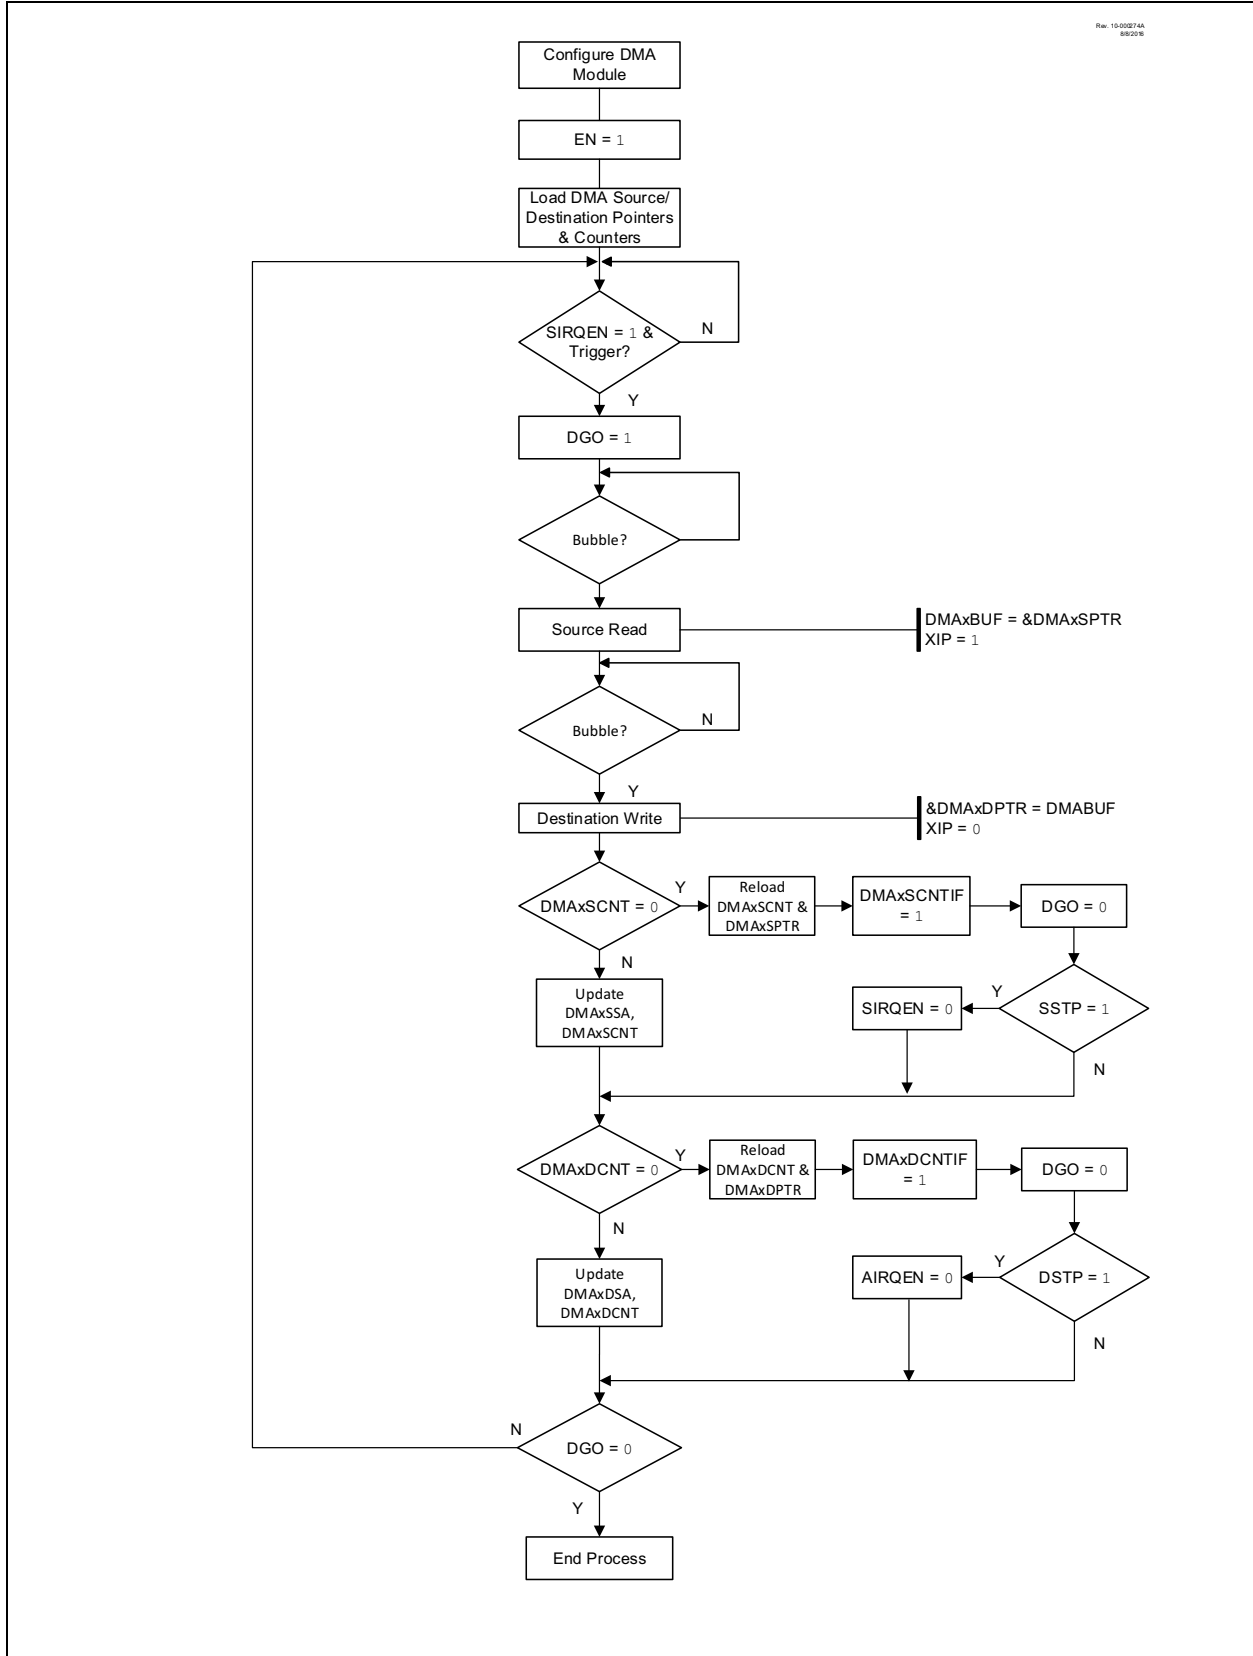 Rev. 10-000274A
8/8/2016
Configure DMA
Module
EN = 1
Load DMA Source/
Destination Pointers
& Counters
SIRQEN = 1 &
Trigger?
N
Y
DGO = 1
Bubble?
Source Read
DMAxBUF = &DMAxSPTR
XIP = 1
Bubble?
N
Y
Destination Write
&DMAxDPTR = DMABUF
XIP = 0
DMAxSCNT = 0
Y
Reload
DMAxSCNT &
DMAxSPTR
DMAxSCNTIF
= 1
DGO = 0
N
Update
DMAxSSA,
DMAxSCNT
SIRQEN = 0
Y
SSTP = 1
N
DMAxDCNT = 0
Y
Reload
DMAxDCNT &
DMAxDPTR
DMAxDCNTIF
= 1
DGO = 0
N
Update
DMAxDSA,
DMAxDCNT
AIRQEN = 0
Y
DSTP = 1
N
N
DGO = 0
Y
End Process